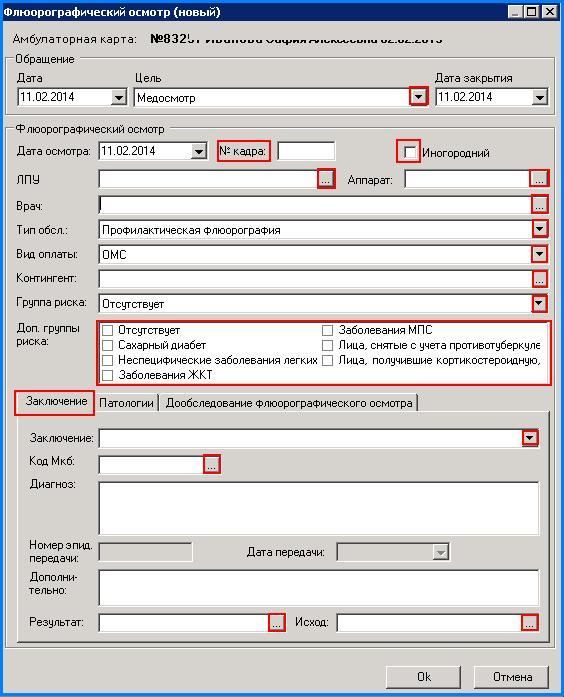 Флюорографический осмотр (новый)
Амбулаторная карта:
Обращение
Дата Цель Дата закрытия
11.02.2014 Медосмотр 11.02.2014
Флюорографический осмотр
Дата осмотра: 11.02.2014 № кадра: Иногородний
ЛПУ ... Аппарат: ...
Врач: ...
Тип обсл.: Профилактическая флюорография
Вид оплаты: ОМС
Контингент: ...
Группа риска: Отсутствует
Доп. группы
риска:
Отсутствует Заболевания МПС
Сахарный диабет Лица, снятые с учета противотуберкуле
Неспецифические заболевания легких Лица, получившие кортикостероидную,
Заболевания ЖКТ
Заключение Патологии Дообследование флюорографического осмотра
Заключение:
Код Мкб: ...
Диагноз:
Номер эпид.
передачи:
Дата передачи:
Дополни-
тельно:
Результат: ... Исход: ...
Ok Отмена